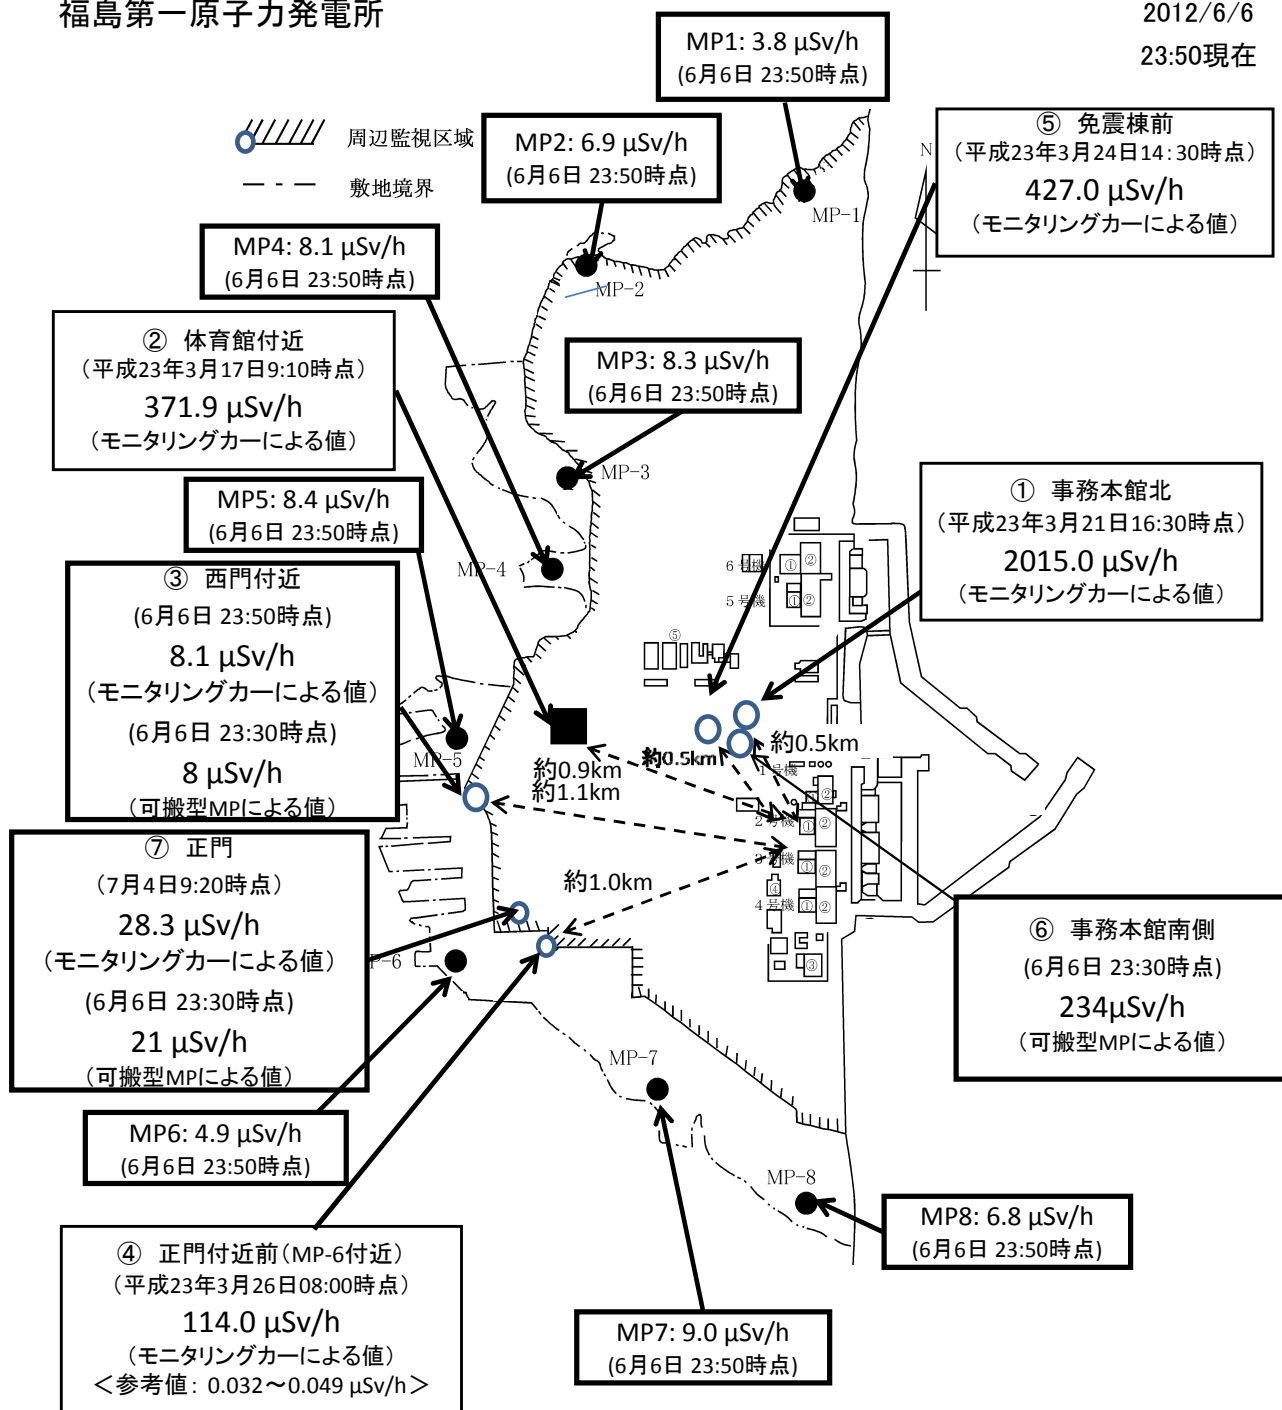 福島第一原子力発電所
2012/6/6
23:50現在
周辺監視区域
敷地境界
MP1: 3.8 μSv/h
(6月6日 23:50時点)
MP2: 6.9 μSv/h
(6月6日 23:50時点)
⑤ 免震棟前
(平成23年3月24日14:30時点)
427.0 μSv/h
(モニタリングカーによる値)
N
MP-1
MP4: 8.1 μSv/h
(6月6日 23:50時点)
MP-2
② 体育館付近
(平成23年3月17日9:10時点)
371.9 μSv/h
(モニタリングカーによる値)
MP3: 8.3 μSv/h
(6月6日 23:50時点)
MP-3
MP5: 8.4 μSv/h
(6月6日 23:50時点)
① 事務本館北
(平成23年3月21日16:30時点)
2015.0 μSv/h
(モニタリングカーによる値)
MP-4
6号機
① ②
5号機
① ②
③ 西門付近
(6月6日 23:50時点)
8.1 μSv/h
(モニタリングカーによる値)
(6月6日 23:30時点)
8 μSv/h
(可搬型MPによる値)
⑤
MP-5
約0.9km
約1.1km
約0.5km
約0.5km
1号機
②
2号機
① ②
3号機
① ②
④
4号機
① ②
③
約1.0km
⑦ 正門
(7月4日9:20時点)
28.3 μSv/h
(モニタリングカーによる値)
(6月6日 23:30時点)
21 μSv/h
(可搬型MPによる値)
P-6
⑥ 事務本館南側
(6月6日 23:30時点)
234μSv/h
(可搬型MPによる値)
MP-7
MP6: 4.9 μSv/h
(6月6日 23:50時点)
MP-8
MP8: 6.8 μSv/h
(6月6日 23:50時点)
④ 正門付近前(MP-6付近)
(平成23年3月26日08:00時点)
114.0 μSv/h
(モニタリングカーによる値)
<参考値: 0.032～0.049 μSv/h>
MP7: 9.0 μSv/h
(6月6日 23:50時点)